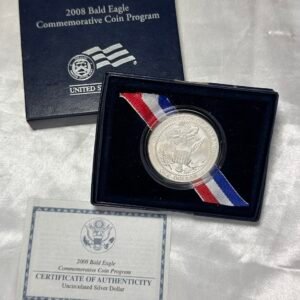 2008 Bald Eagle
Commemorative Coin Program
UNITED
2008 Bald Eagle
Commemorative Coin Program
CERTIFICATE OF AUTHENTICITY
Uncirculated Silver Dollar